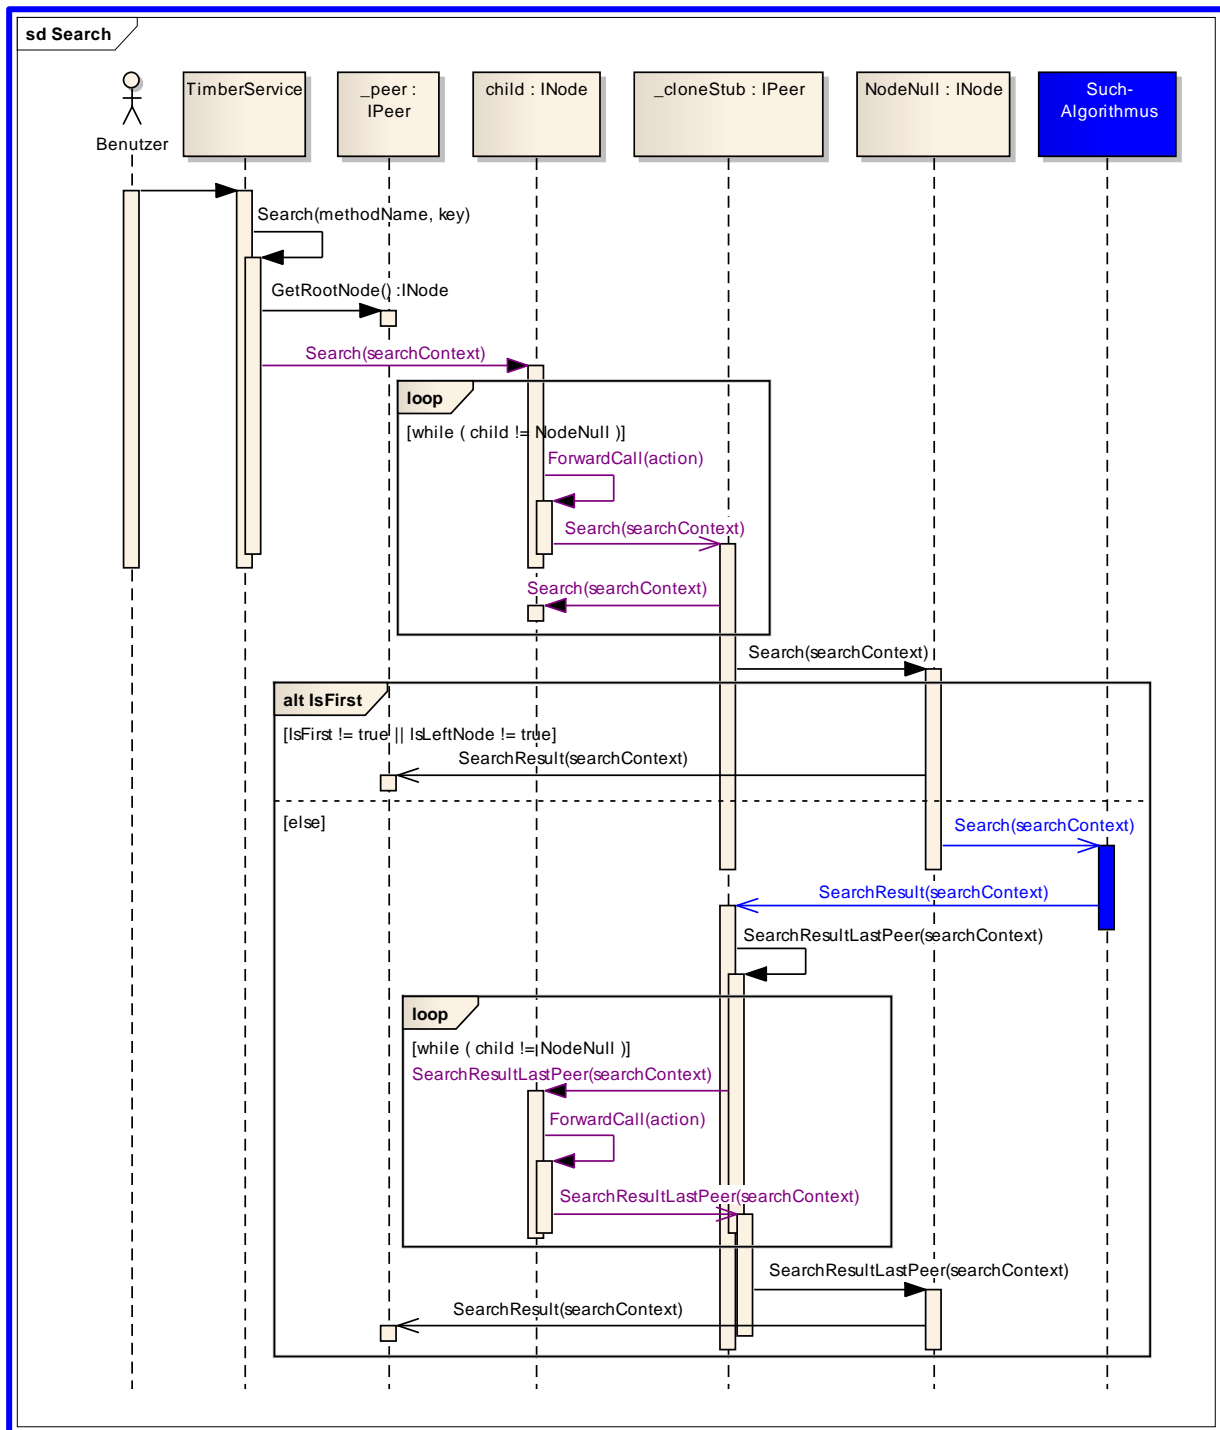 sd Search
Benutzer
TimberService
_peer :
IPeer
child : INode
_cloneStub : IPeer
NodeNull : INode
Such-
Algorithmus
Search(methodName, key)
GetRootNode() :INode
Search(searchContext)
loop
[while ( child != NodeNull )]
ForwardCall(action)
Search(searchContext)
Search(searchContext)
Search(searchContext)
alt IsFirst
[IsFirst != true || IsLeftNode != true]
SearchResult(searchContext)
[else]
Search(searchContext)
SearchResult(searchContext)
SearchResultLastPeer(searchContext)
loop
[while ( child != NodeNull )]
SearchResultLastPeer(searchContext)
ForwardCall(action)
SearchResultLastPeer(searchContext)
SearchResultLastPeer(searchContext)
SearchResult(searchContext)